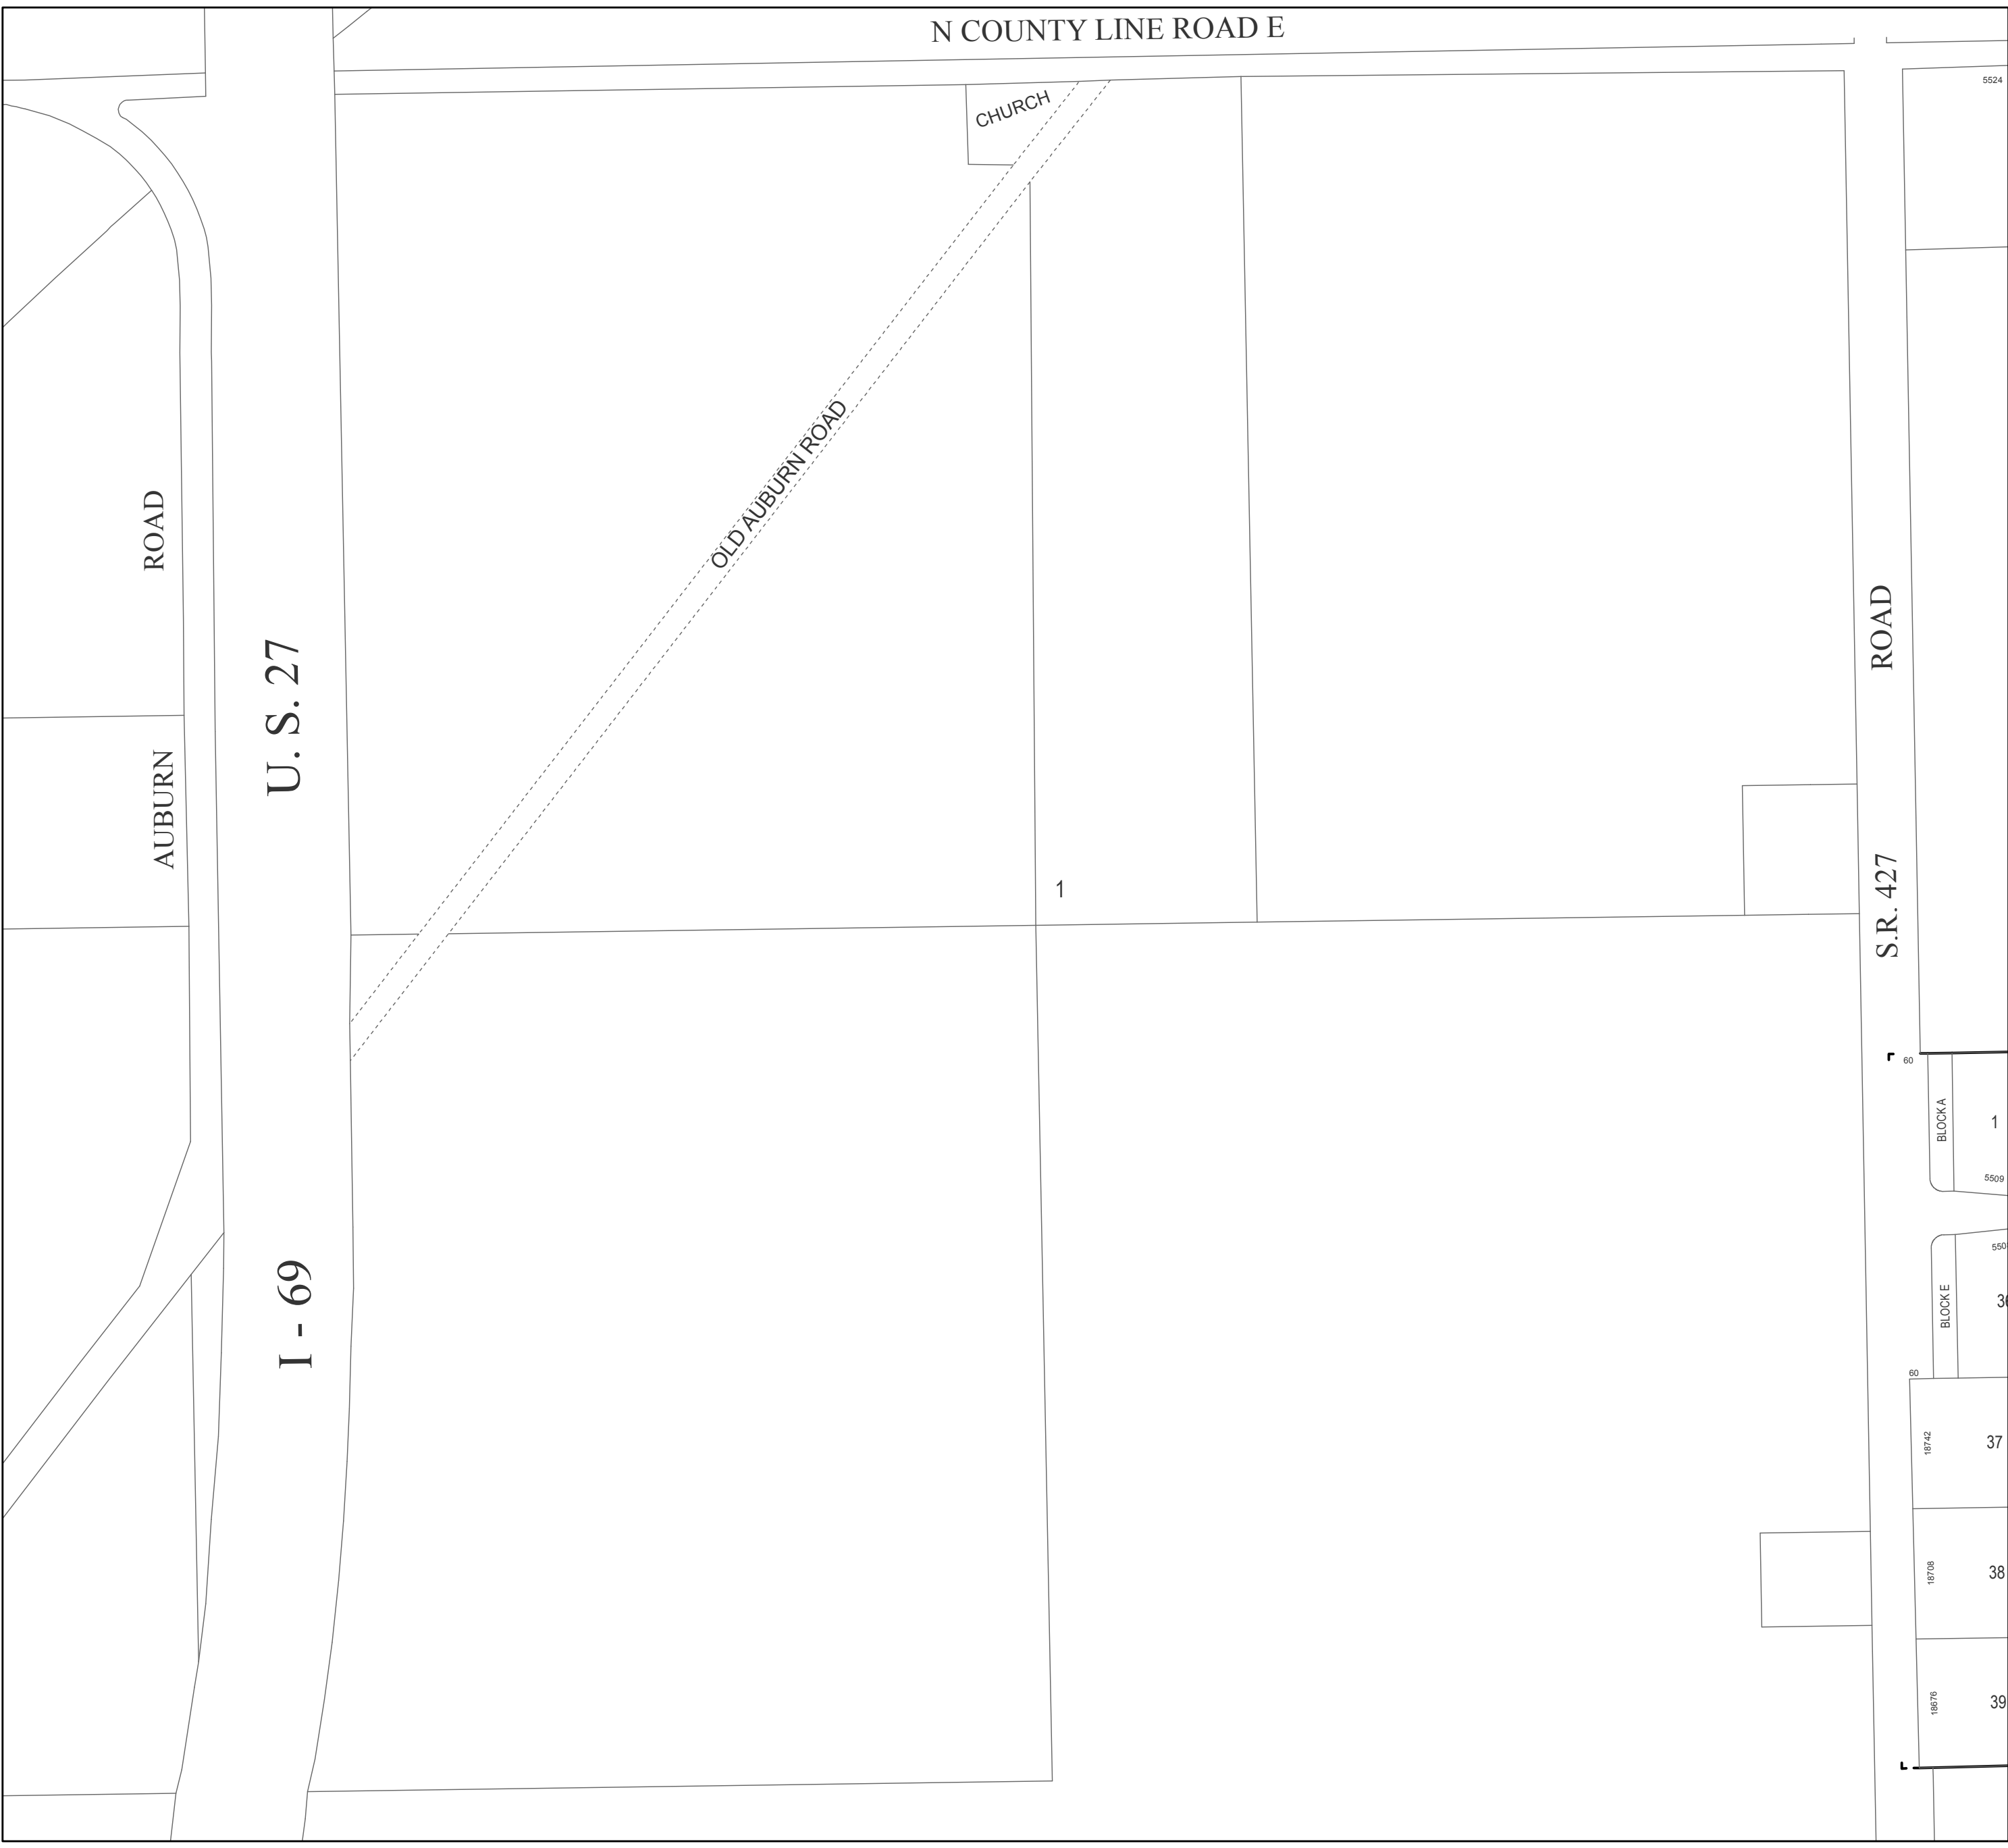 N COUNTY LINE ROAD E
5524
CHURCH
OLD AUBURN ROAD
ROAD
AUBURN
U. S. 27
I - 69
1
ROAD
S.R. 427
60
BLOCK A
1
5509
BLOCK E
60
18742
37
18708
38
18676
39